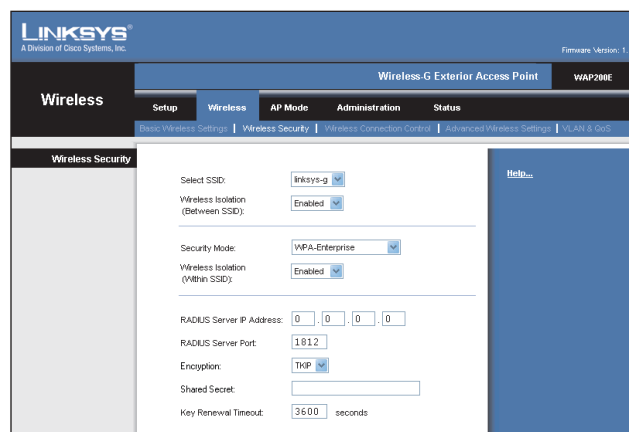 LINKSYS®
A Division of Cisco Systems, Inc.
Firmware Version: 1.
Wireless-G Exterior Access Point WAP200E
Wireless
Setup Wireless AP Mode Administration Status
Basic Wireless Settings | Wireless Security | Wireless Connection Control | Advanced Wireless Settings | VLAN & QoS
Wireless Security
Help...
Select SSID: linksys-g
Wireless Isolation
(Between SSID): Enabled
Security Mode: WPA-Enterprise
Wireless Isolation
(Within SSID): Enabled
RADIUS Server IP Address: 0 . 0 . 0 . 0
RADIUS Server Port: 1812
Encryption: TKIP
Shared Secret:
Key Renewal Timeout: 3600 seconds